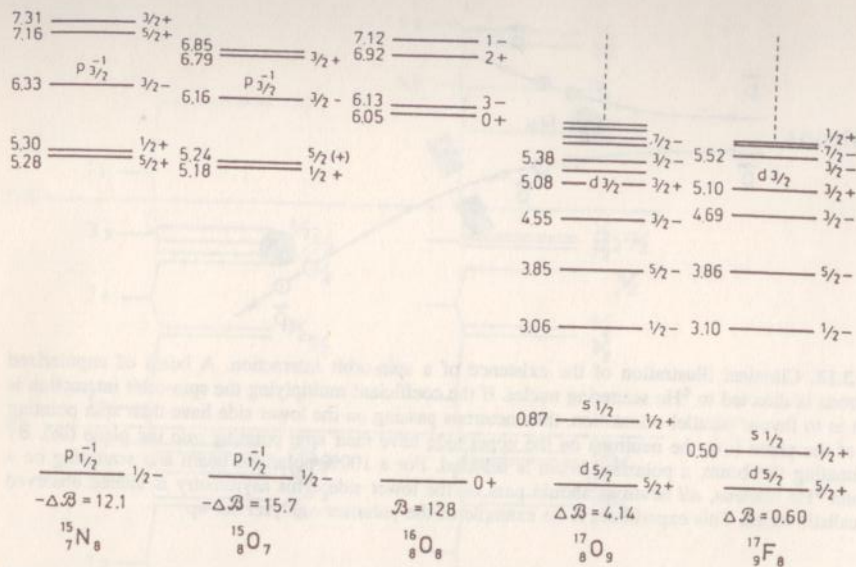 7.31 3/2+
7.16 5/2+
p 3/2 -1
6.33 3/2−
5.30 1/2+
5.28 5/2+
p 1/2 -1
1/2−
−Δℬ = 12.1
15 7 N 8
6.85
6.79 3/2+
p 3/2 -1
6.16 3/2−
5.24 5/2(+)
5.18 1/2+
p 1/2 -1
1/2−
−Δℬ = 15.7
15 8 O 7
7.12 1−
6.92 2+
6.13 3−
6.05 0+
0+
ℬ = 128
16 8 O 8
7/2−
5.38 3/2−
5.08 d 3/2 3/2+
4.55 3/2−
3.85 5/2−
3.06 1/2−
s 1/2
0.87 1/2+
d 5/2
5/2+
Δℬ = 4.14
17 8 O 9
1/2+
5.52 7/2−
3/2−
d 3/2
5.10 3/2+
4.69 3/2−
3.86 5/2−
3.10 1/2−
s 1/2
0.50 1/2+
d 5/2
5/2+
Δℬ = 0.60
17 9 F 8